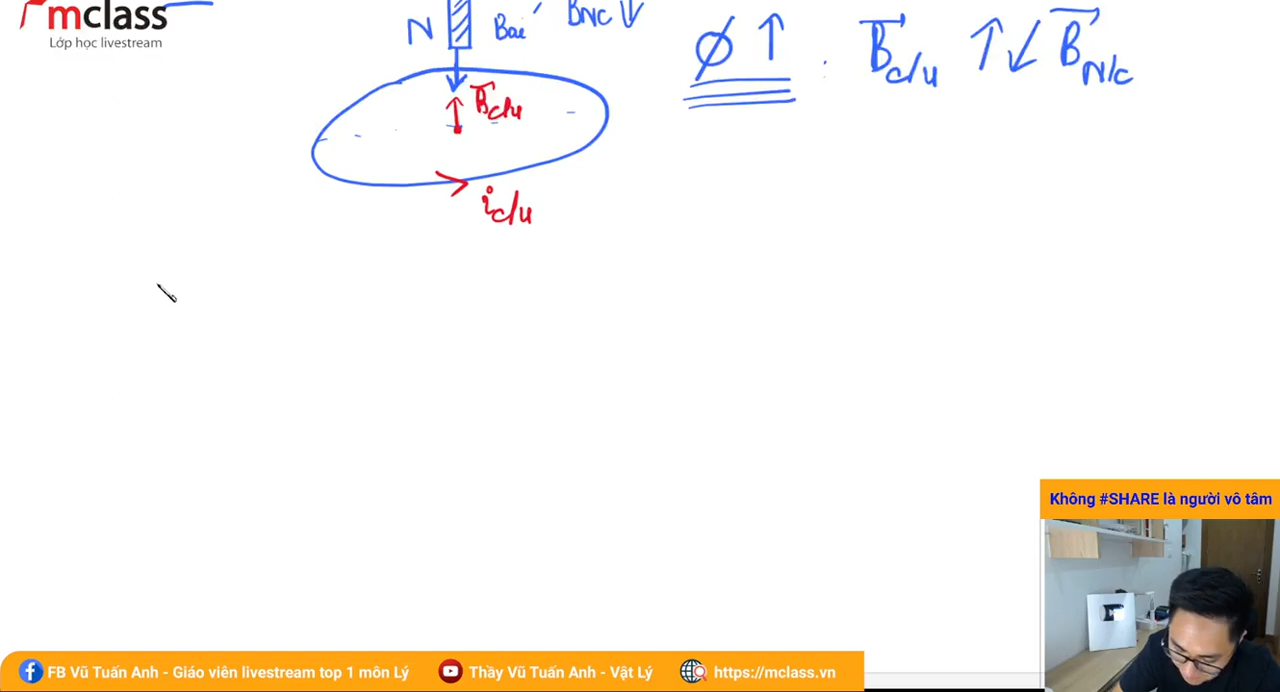 mclass
Lớp học livestream
N
Bnc ↓
ϕ ↑ : B c/u ↑↙ B N/c
B c/u
i c/u
Không #SHARE là người vô tâm
FB Vũ Tuấn Anh - Giáo viên livestream top 1 môn Lý
Thầy Vũ Tuấn Anh - Vật Lý
https://mclass.vn